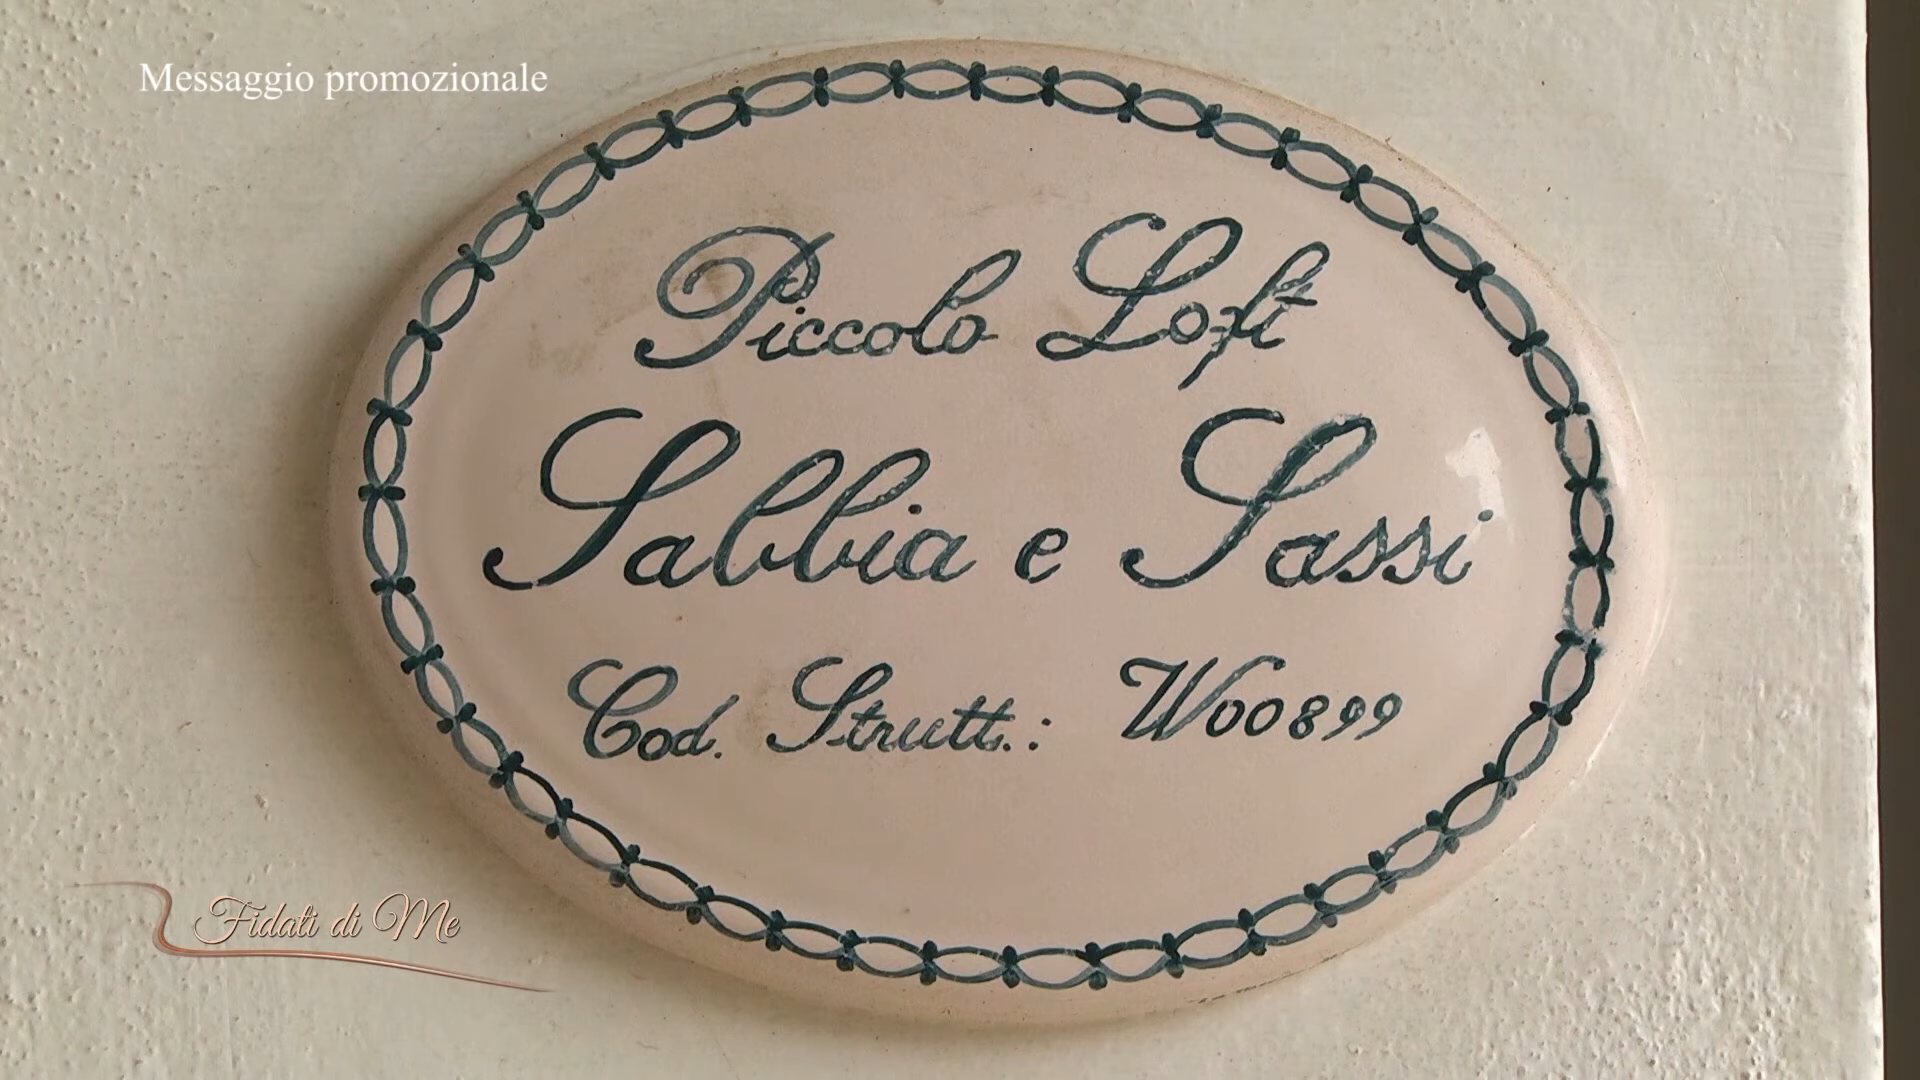 Messaggio promozionale
Piccolo Loft
Sabbia e Sassi
Cod. Strutt.: W00899
Fidati di Me